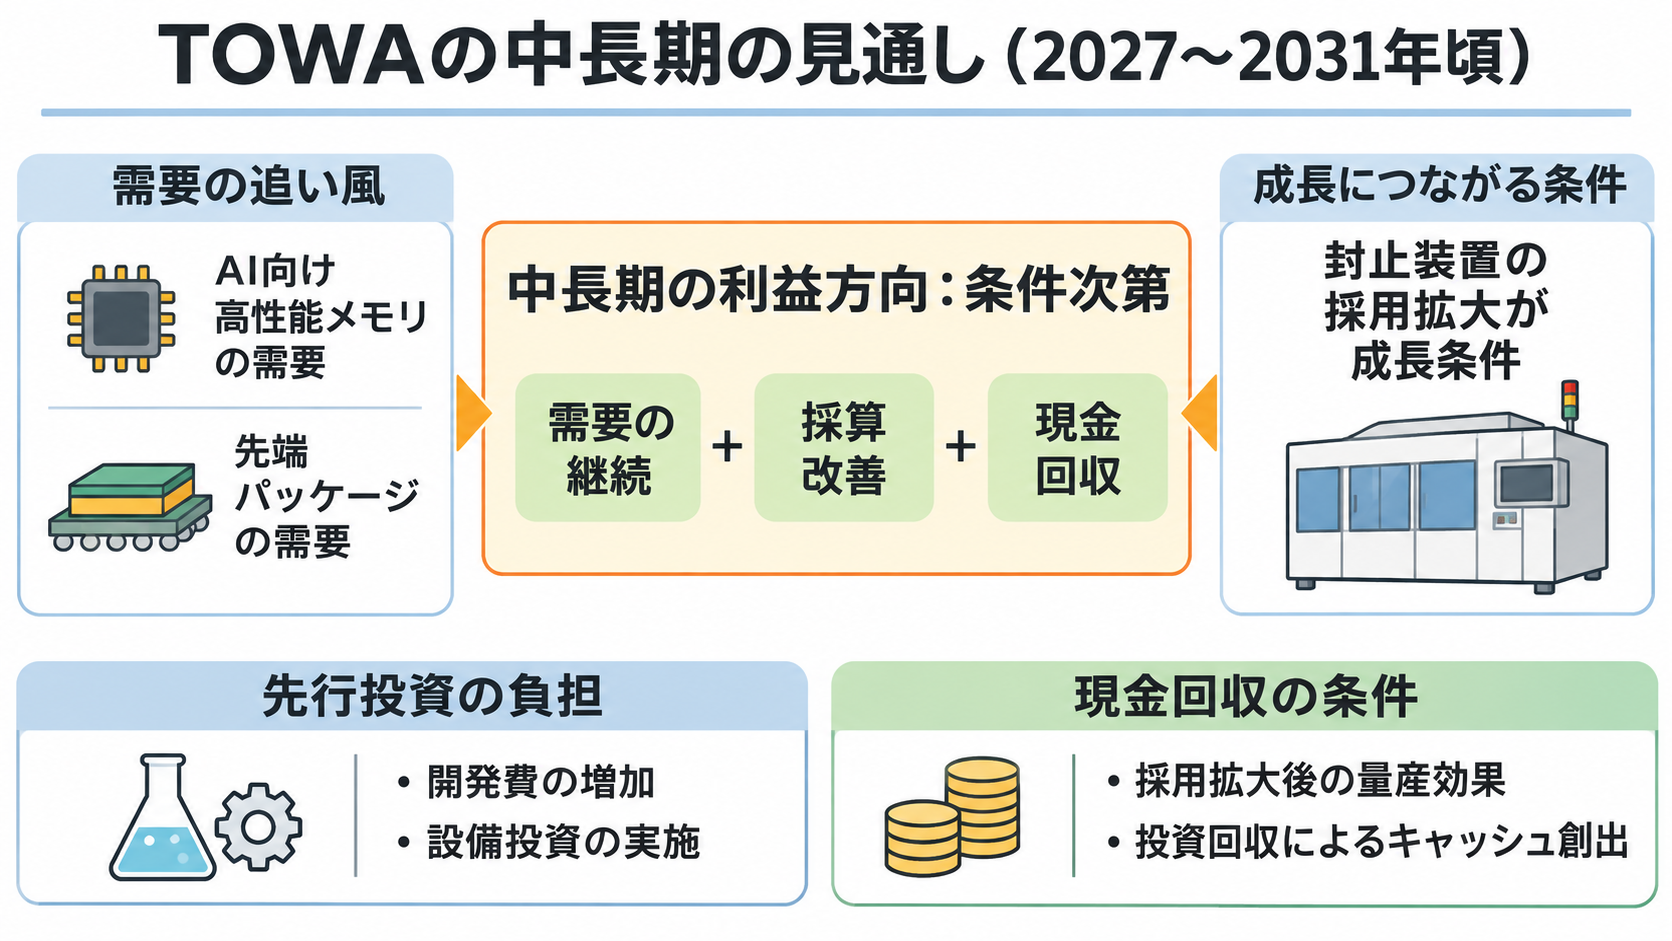 TOWAの中長期の見通し（2027～2031年頃）
需要の追い風
AI向け
高性能メモリ
の需要
先端
パッケージ
の需要
中長期の利益方向：条件次第
需要の
継続
+
採算
改善
+
現金
回収
成長につながる条件
封止装置の
採用拡大が
成長条件
先行投資の負担
• 開発費の増加
• 設備投資の実施
現金回収の条件
• 採用拡大後の量産効果
• 投資回収によるキャッシュ創出